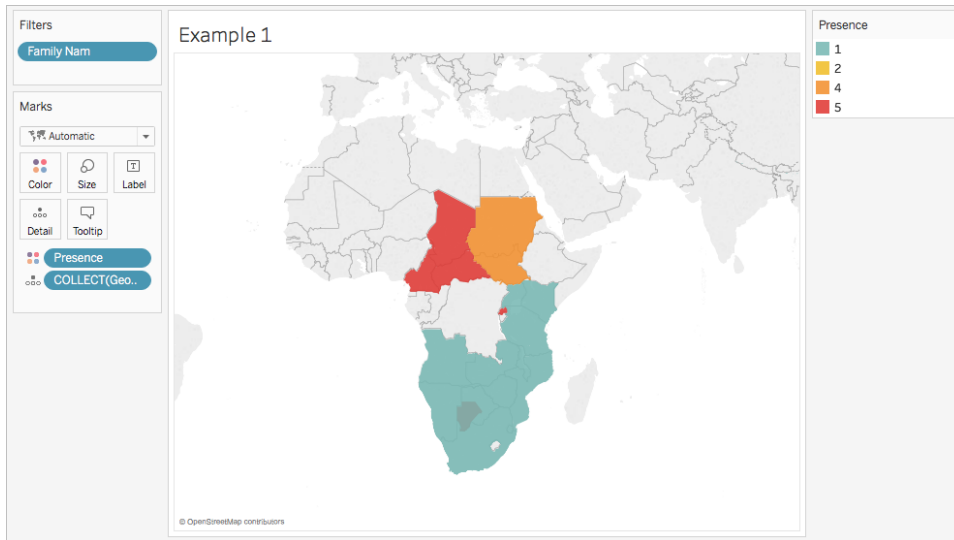 Filters
Family Nam
Marks
Automatic
Color
Size
Label
Detail
Tooltip
Presence
COLLECT(Geo..
Example 1
© OpenStreetMap contributors
Presence
1
2
4
5